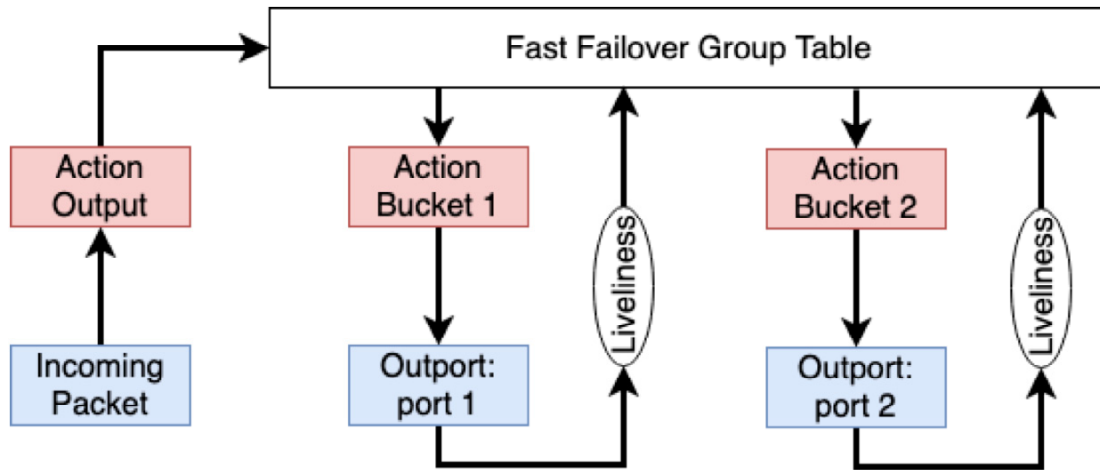 Fast Failover Group Table
Action
Output
Action
Bucket 1
Action
Bucket 2
Liveliness
Liveliness
Incoming
Packet
Outport:
port 1
Outport:
port 2